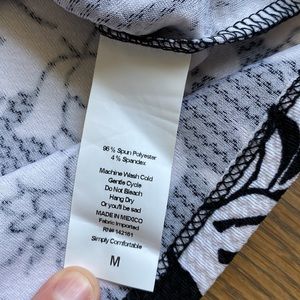 96 % Spun Polyester
4 % Spandex
Machine Wash Cold
Gentle Cycle
Do Not Bleach
Hang Dry
Or you'll be sad
MADE IN MEXICO
Fabric Imported
RN# 142161
Simply Comfortable
M